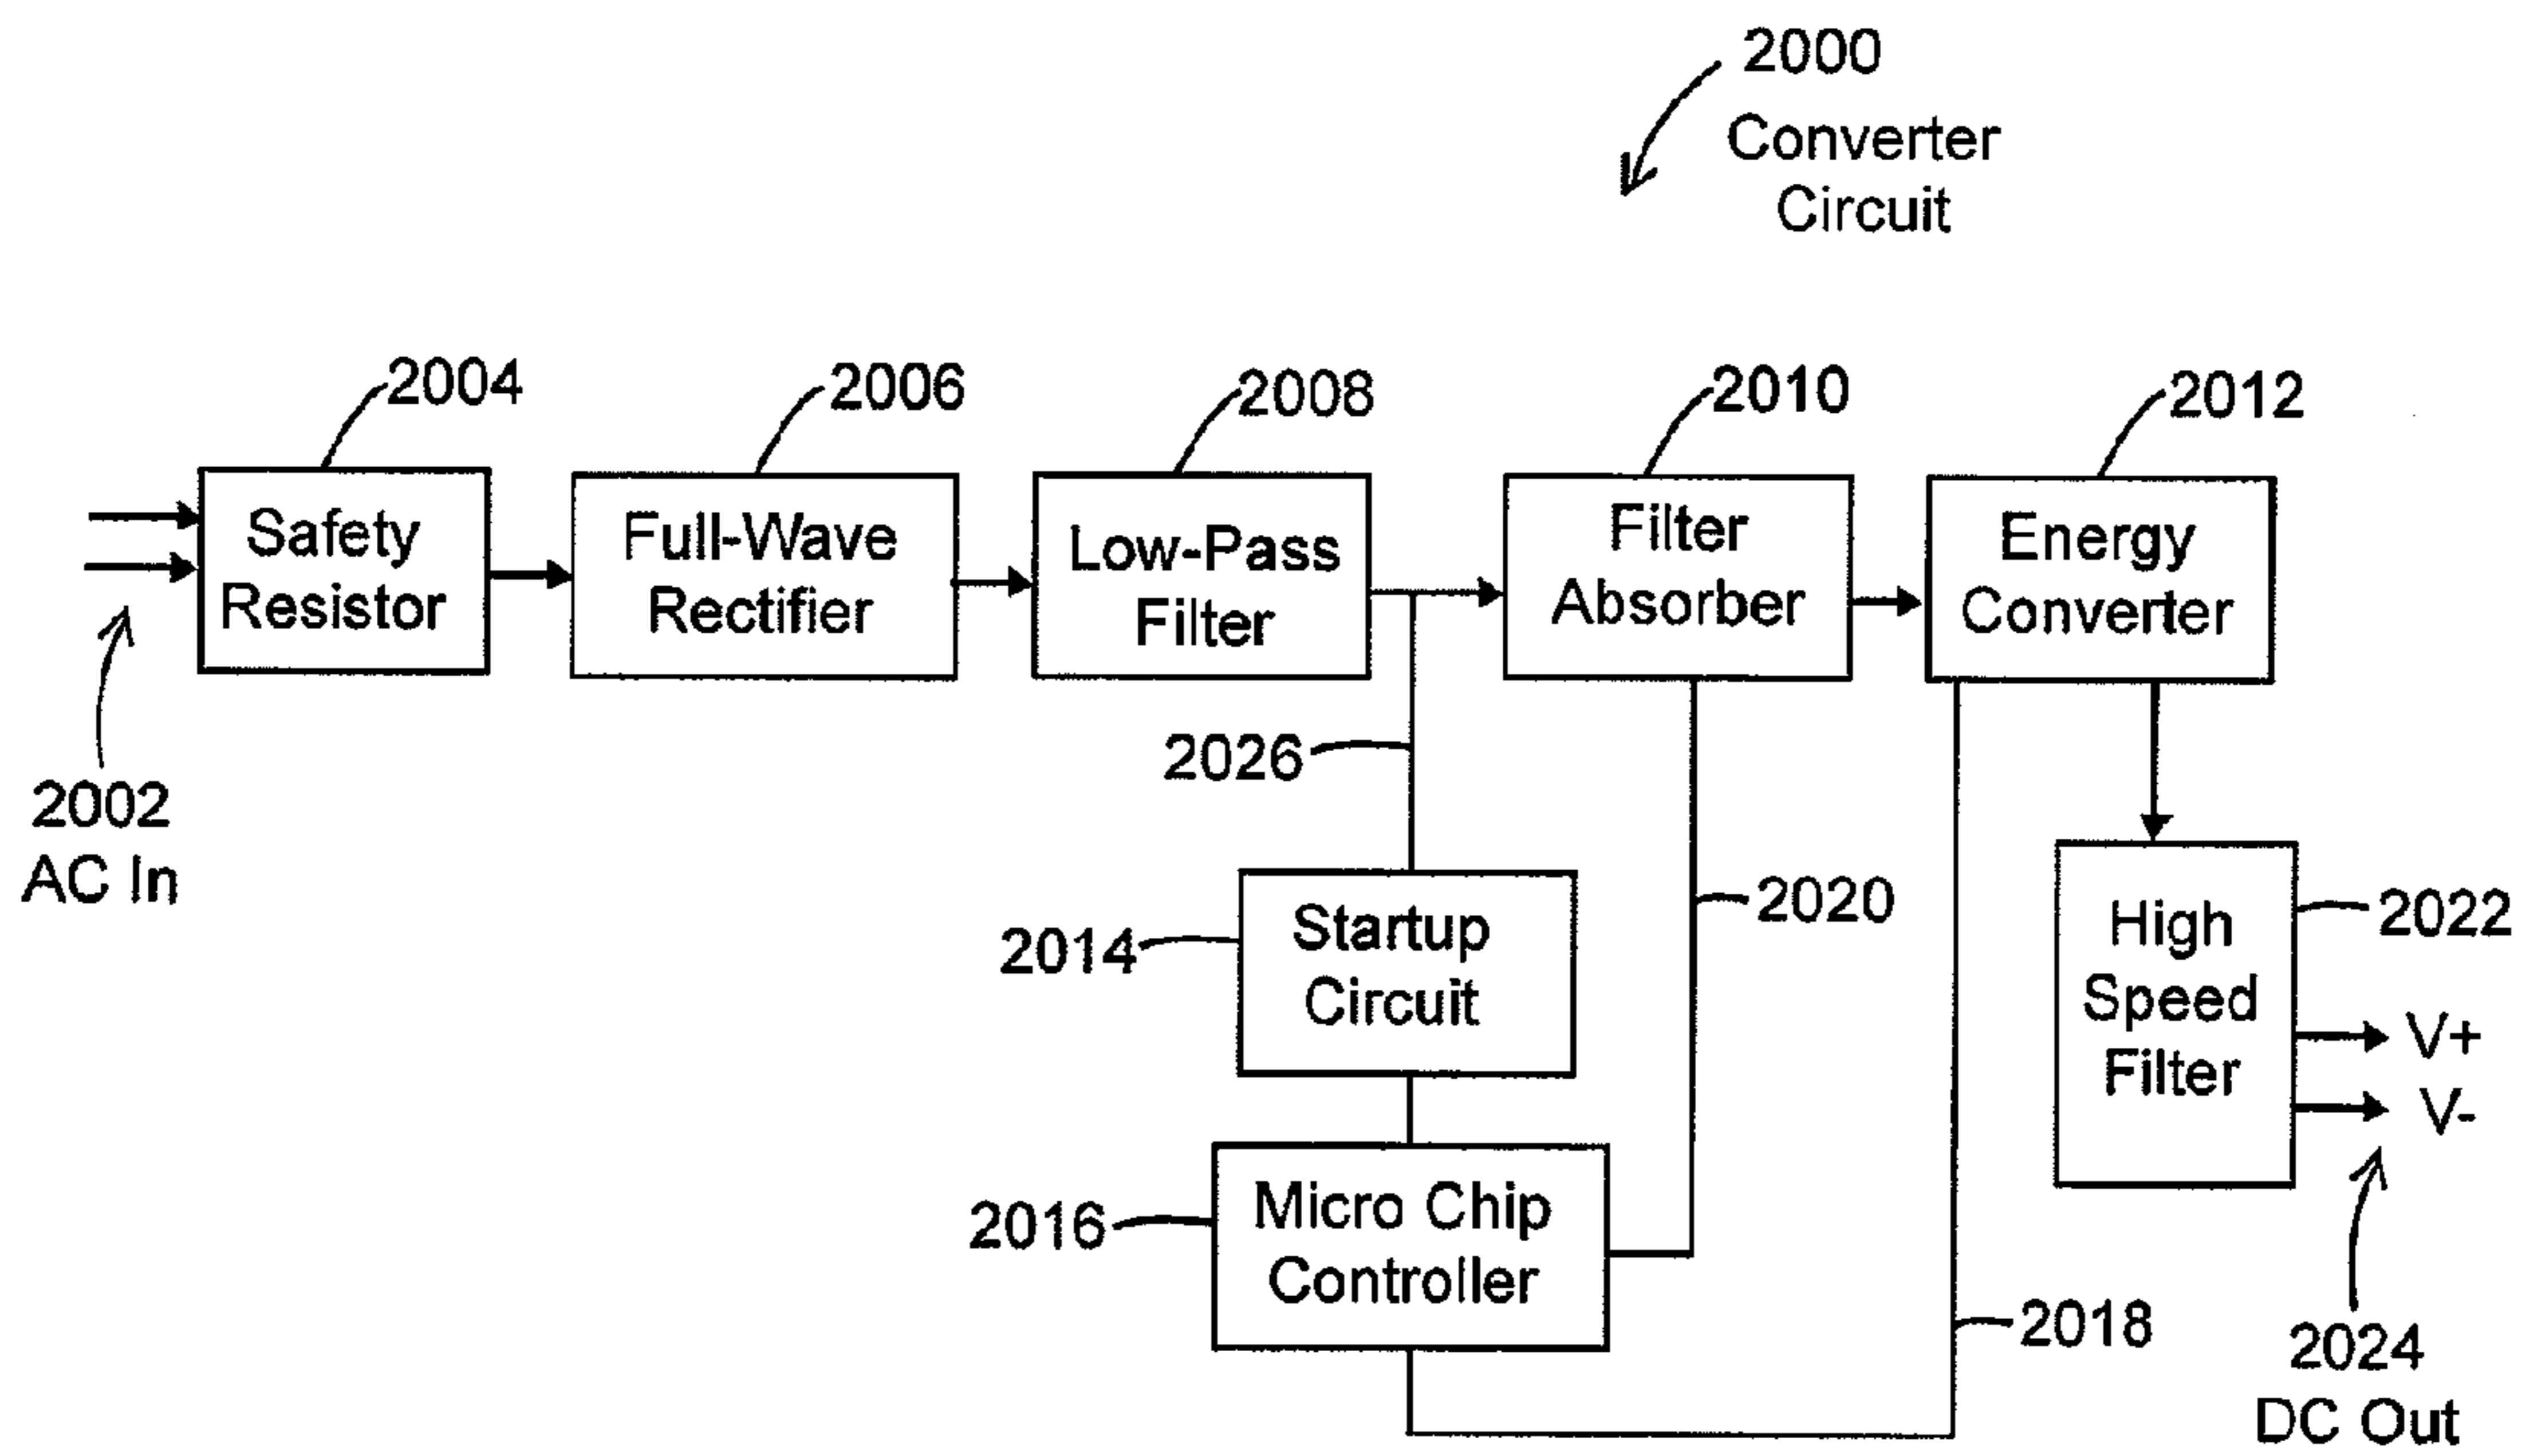 2000
Converter
Circuit
2004
2006
2008
2010
2012
Safety
Resistor
Full-Wave
Rectifier
Low-Pass
Filter
Filter
Absorber
Energy
Converter
2002
AC In
2026
2020
2014
Startup
Circuit
2022
High
Speed
Filter
V+
V-
2016
Micro Chip
Controller
2018
2024
DC Out